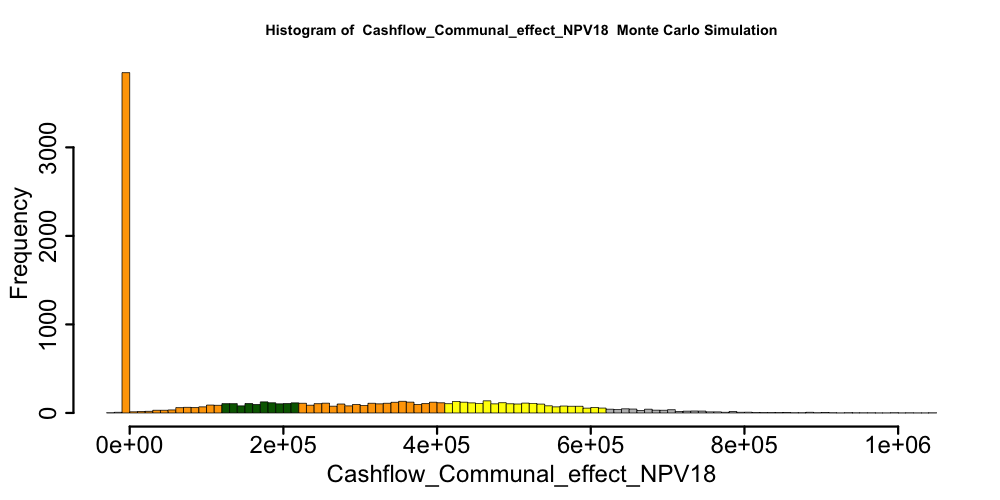 Histogram of  Cashflow_Communal_effect_NPV18  Monte Carlo Simulation
Frequency
3000
2000
1000
0
0e+00 2e+05 4e+05 6e+05 8e+05 1e+06
Cashflow_Communal_effect_NPV18